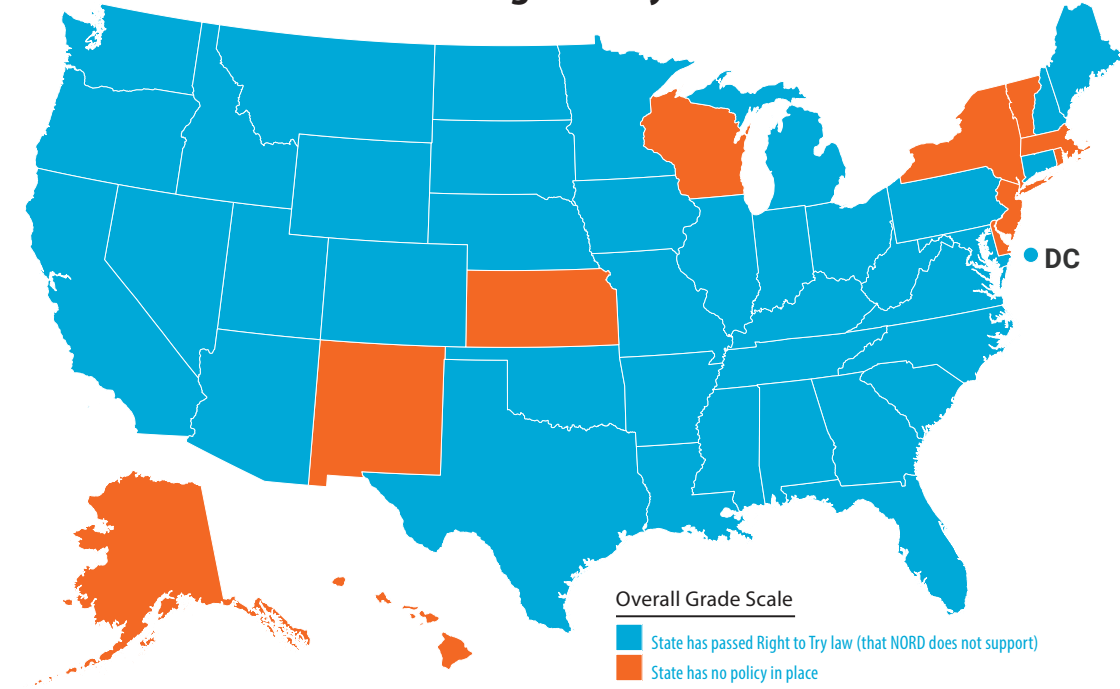 DC
Overall Grade Scale
State has passed Right to Try law (that NORD does not support)
State has no policy in place